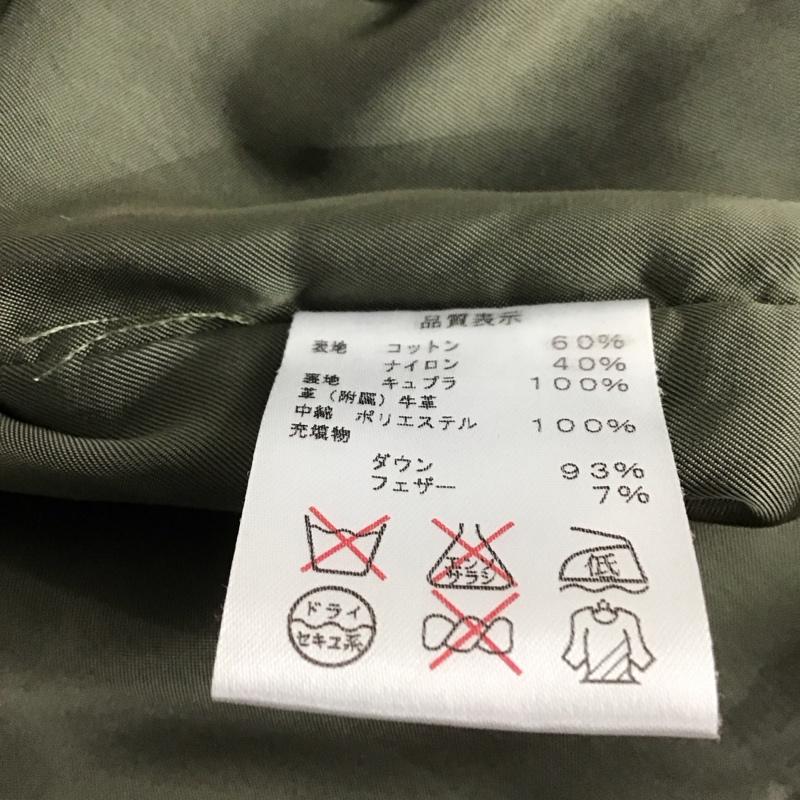 品質表示
表地 コットン 60%
ナイロン 40%
裏地 キュプラ 100%
革(附属)牛革
中綿 ポリエステル 100%
充填物
ダウン 93%
フェザー 7%
エンソ
サラシ
低
ドライ
セキユ系